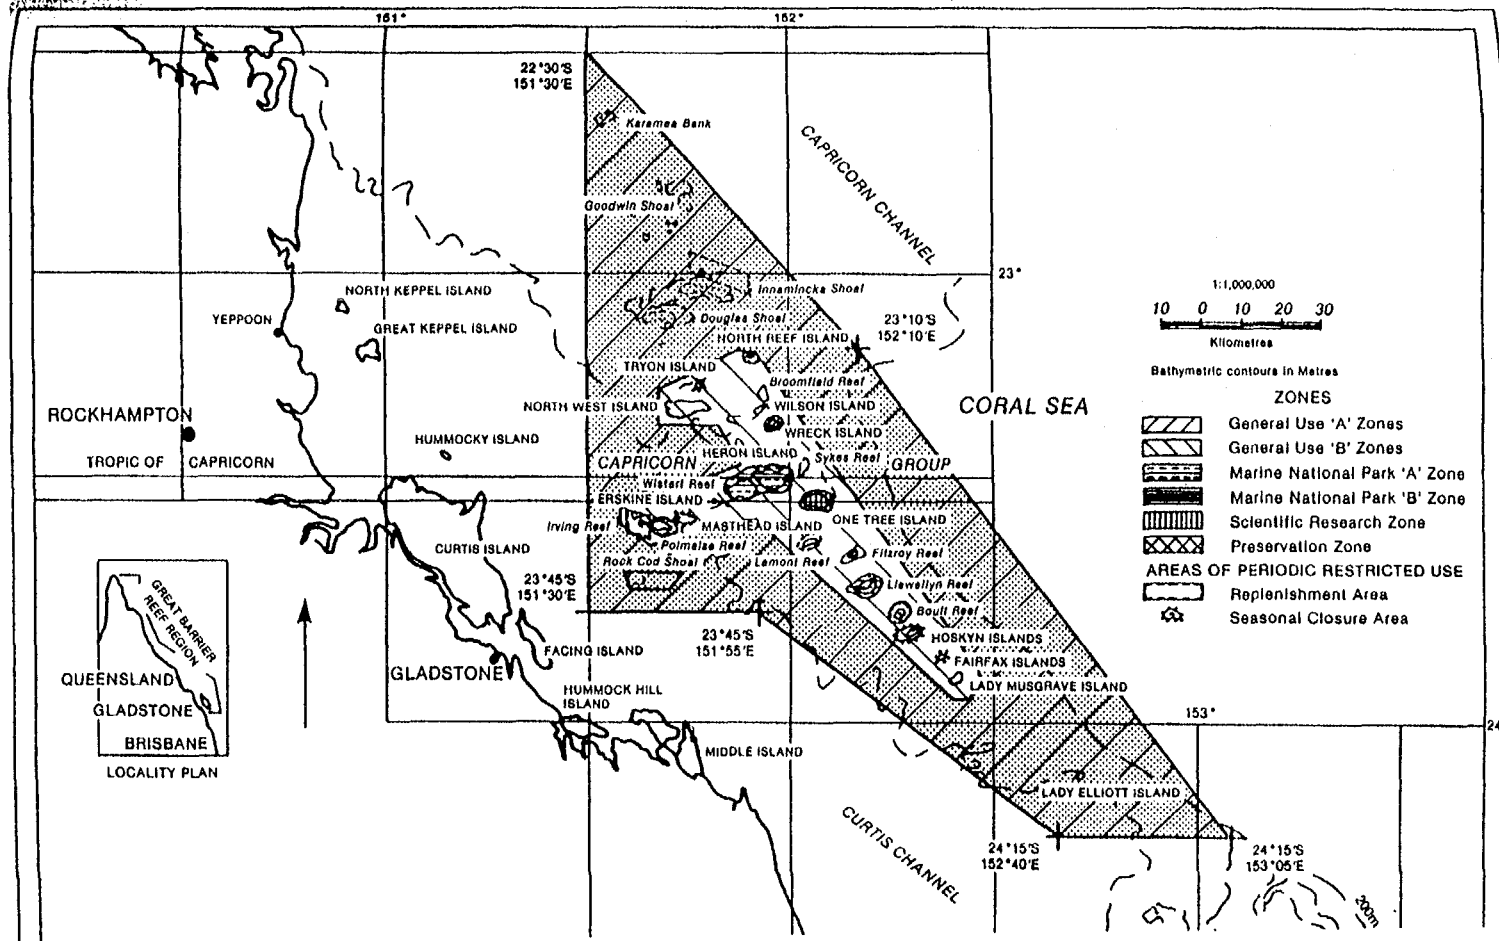 151°
152°
22°30'S
151°30'E
Karamea Bank
CAPRICORN CHANNEL
Goodwin Shoal
23°
Innamincka Shoal
NORTH KEPPEL ISLAND
Douglas Shoal
YEPPOON
GREAT KEPPEL ISLAND
23°10'S
152°10'E
NORTH REEF ISLAND
TRYON ISLAND
Broomfield Reef
NORTH WEST ISLAND
WILSON ISLAND
CORAL SEA
ROCKHAMPTON
WRECK ISLAND
HUMMOCKY ISLAND
HERON ISLAND
Sykes Reef
TROPIC OF CAPRICORN
CAPRICORN GROUP
Wistari Reef
ERSKINE ISLAND
Irving Reef
MASTHEAD ISLAND
ONE TREE ISLAND
Polmaise Reef
CURTIS ISLAND
Rock Cod Shoal
Lamont Reef
Fitzroy Reef
23°45'S
151°30'E
Llewellyn Reef
Boult Reef
23°45'S
151°55'E
HOSKYN ISLANDS
FACING ISLAND
FAIRFAX ISLANDS
GLADSTONE
LADY MUSGRAVE ISLAND
HUMMOCK HILL
ISLAND
153°
24
MIDDLE ISLAND
LADY ELLIOTT ISLAND
CURTIS CHANNEL
24°15'S
152°40'E
24°15'S
153°05'E
200m
1:1,000,000
10 0 10 20 30
Kilometres
Bathymetric contours in Metres
ZONES
General Use 'A' Zones
General Use 'B' Zones
Marine National Park 'A' Zone
Marine National Park 'B' Zone
Scientific Research Zone
Preservation Zone
AREAS OF PERIODIC RESTRICTED USE
Replenishment Area
Seasonal Closure Area
GREAT BARRIER
REEF REGION
QUEENSLAND
GLADSTONE
BRISBANE
LOCALITY PLAN